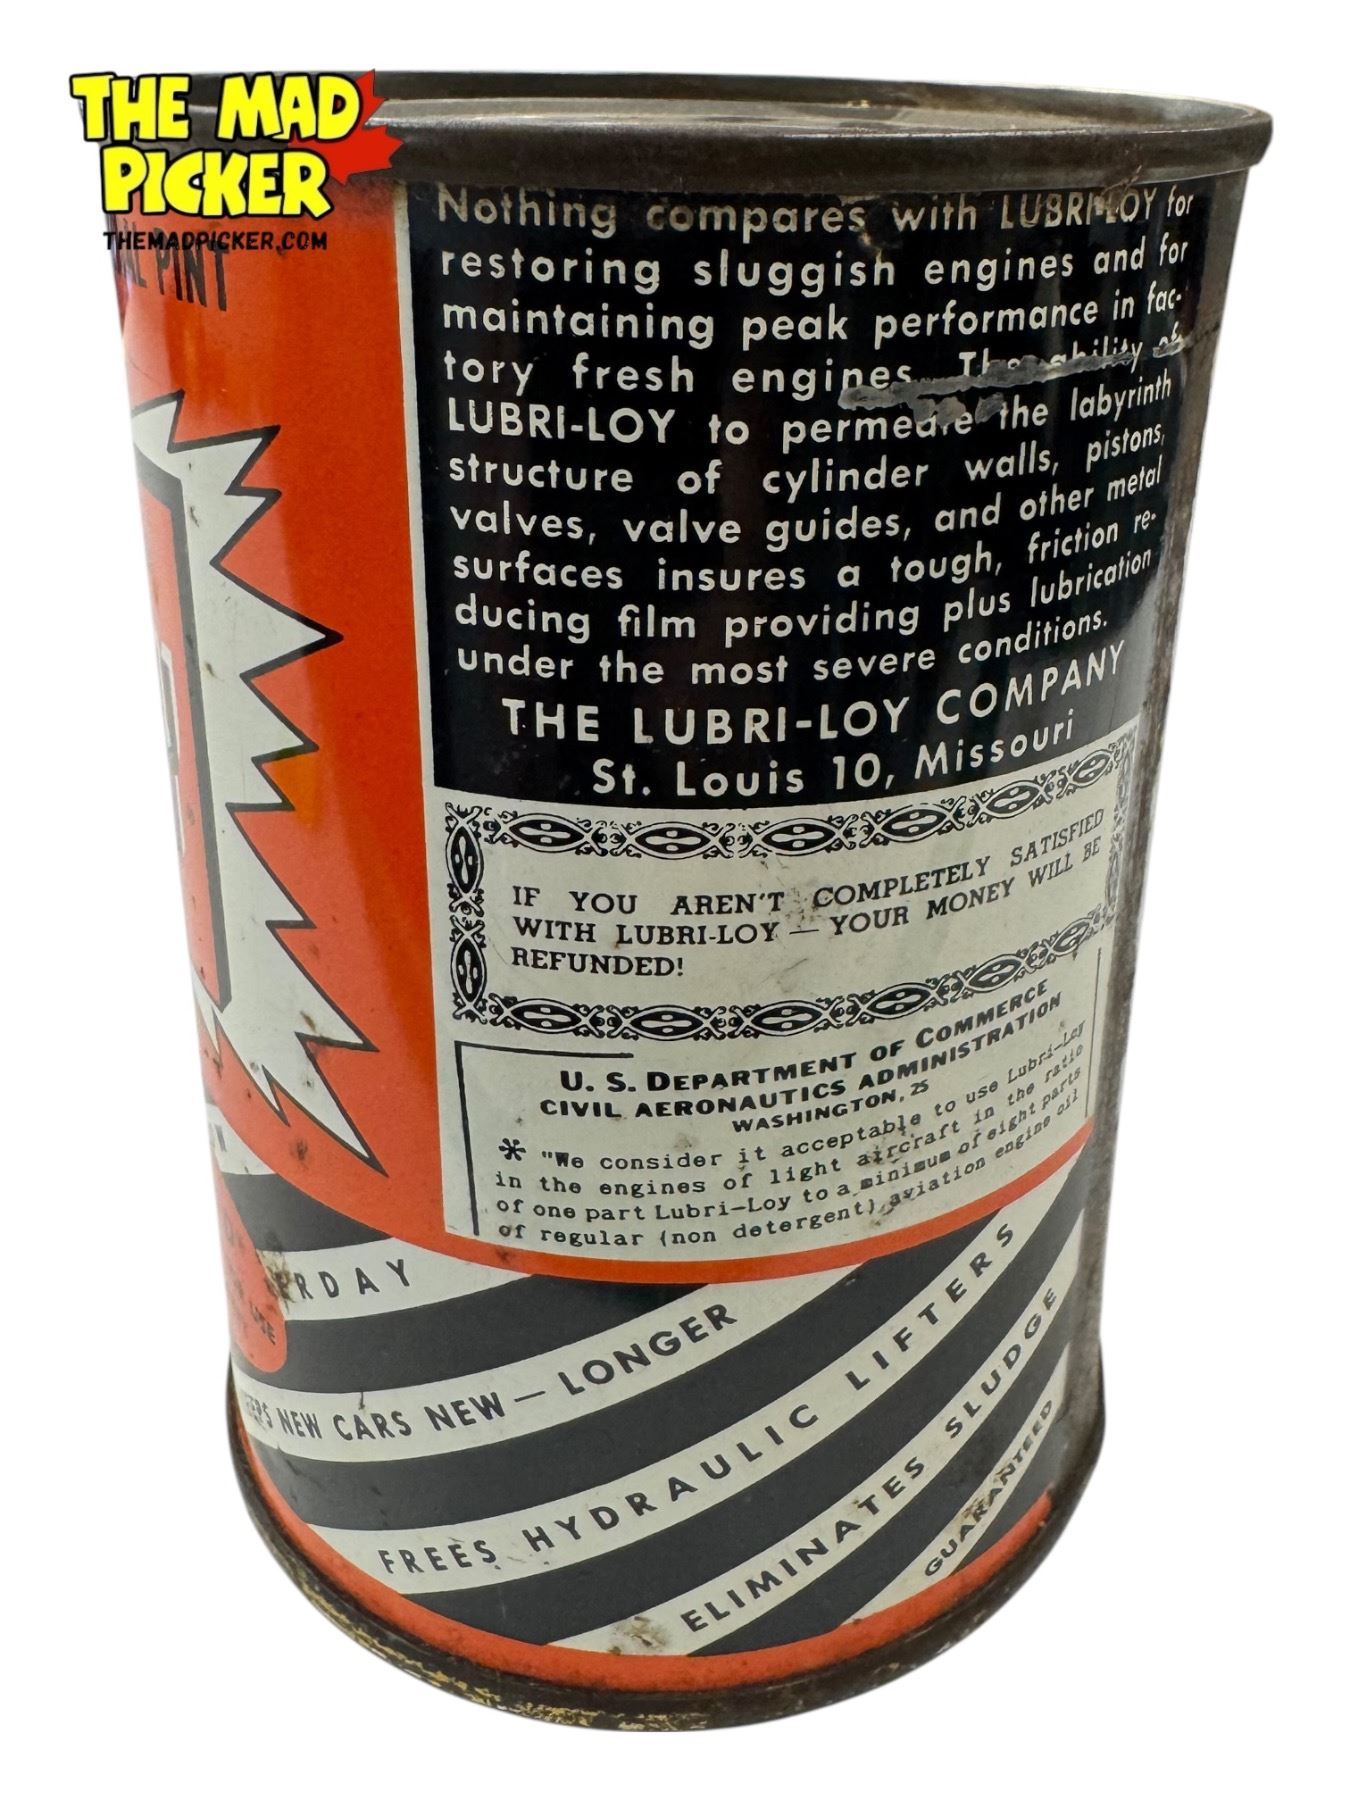 THE MAD
PICKER
THEMADPICKER.COM
PINT
Nothing compares with LUBRI-LOY for
restoring sluggish engines and for
maintaining peak performance in fac-
tory fresh engines. The ability of
LUBRI-LOY to permeate the labyrinth
structure of cylinder walls, pistons,
valves, valve guides, and other metal
surfaces insures a tough, friction re-
ducing film providing plus lubrication
under the most severe conditions.
THE LUBRI-LOY COMPANY
St. Louis 10, Missouri
IF YOU AREN'T COMPLETELY SATISFIED
WITH LUBRI-LOY — YOUR MONEY WILL BE
REFUNDED!
U. S. DEPARTMENT OF COMMERCE
CIVIL AERONAUTICS ADMINISTRATION
WASHINGTON, 25
* "We consider it acceptable to use Lubri-Loy
in the engines of light aircraft in the ratio
of one part Lubri-Loy to a minimum of eight parts
of regular (non detergent) aviation engine oil
RDAY
USE
NEW CARS NEW — LONGER
FREES HYDRAULIC LIFTERS
ELIMINATES SLUDGE
GUARANTEED